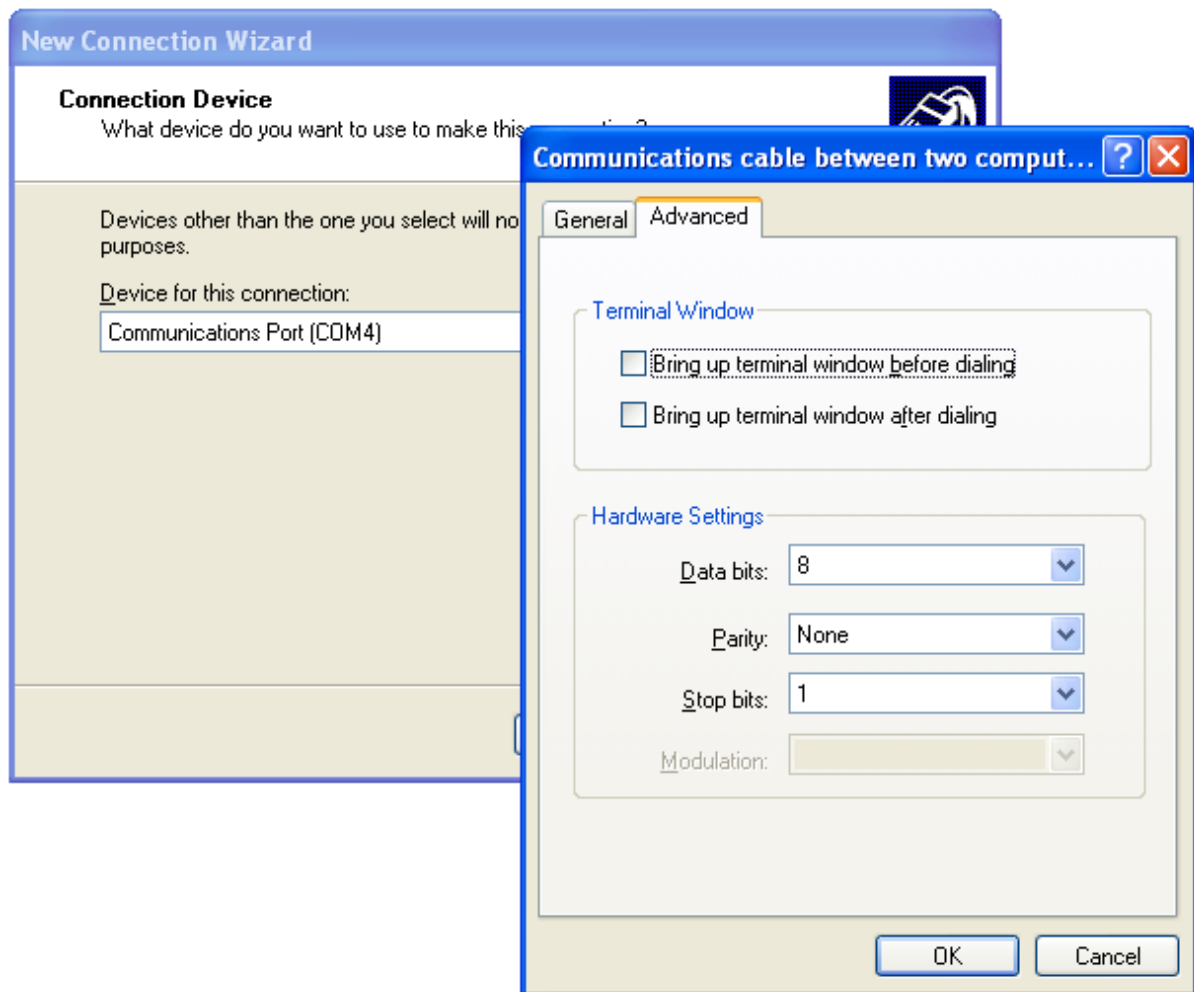 New Connection Wizard
Connection Device
What device do you want to use to make this
Devices other than the one you select will no
purposes.
Device for this connection:
Communications Port (COM4)
Communications cable between two comput...
General
Advanced
Terminal Window
Bring up terminal window before dialing
Bring up terminal window after dialing
Hardware Settings
Data bits: 8
Parity: None
Stop bits: 1
Modulation:
OK
Cancel